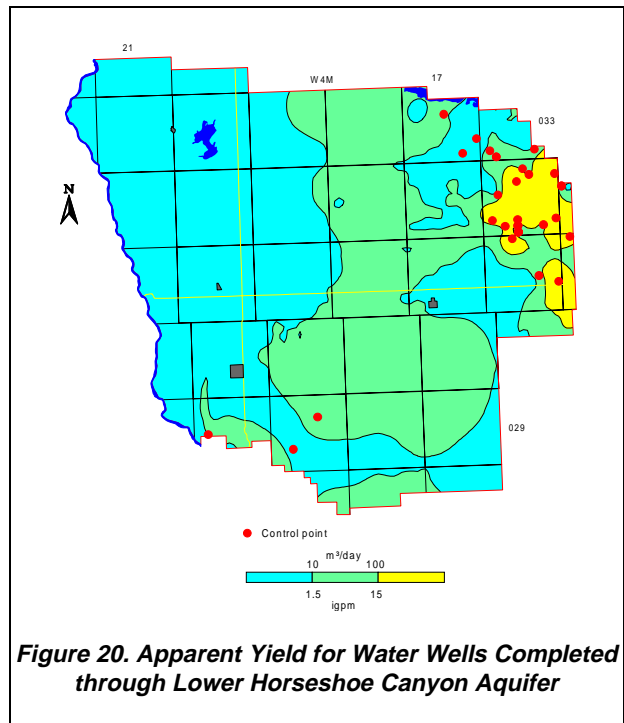 21
W4M
17
033
N
029
Control point
m³/day
10 100
1.5 15
igpm
Figure 20. Apparent Yield for Water Wells Completed
through Lower Horseshoe Canyon Aquifer